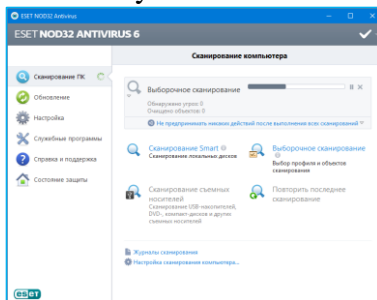 ESET NOD32 Antivirus
ESET NOD32 ANTIVIRUS 6
Сканирование компьютера
Сканирование ПК
Обновление
Настройка
Служебные программы
Справка и поддержка
Состояние защиты
Выборочное сканирование
Обнаружено угроз: 0
Очищено объектов: 0
Не предпринимать никаких действий после выполнения всех сканирований
Сканирование Smart
Сканирование локальных дисков
Выборочное сканирование
Выбор профиля и объектов
сканирования
Сканирование съемных
носителей
Сканирование USB-накопителей,
DVD-, компакт-дисков и других
съемных носителей
Повторить последнее
сканирование
Журналы сканирования
Настройка сканирования компьютера...
eset